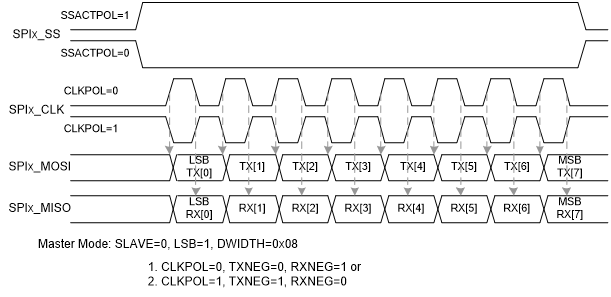 SSACTPOL=1
SPIx_SS
SSACTPOL=0
CLKPOL=0
SPIx_CLK
CLKPOL=1
SPIx_MOSI LSB TX[0] TX[1] TX[2] TX[3] TX[4] TX[5] TX[6] MSB TX[7]
SPIx_MISO LSB RX[0] RX[1] RX[2] RX[3] RX[4] RX[5] RX[6] MSB RX[7]
Master Mode: SLAVE=0, LSB=1, DWIDTH=0x08
1. CLKPOL=0, TXNEG=0, RXNEG=1 or
2. CLKPOL=1, TXNEG=1, RXNEG=0